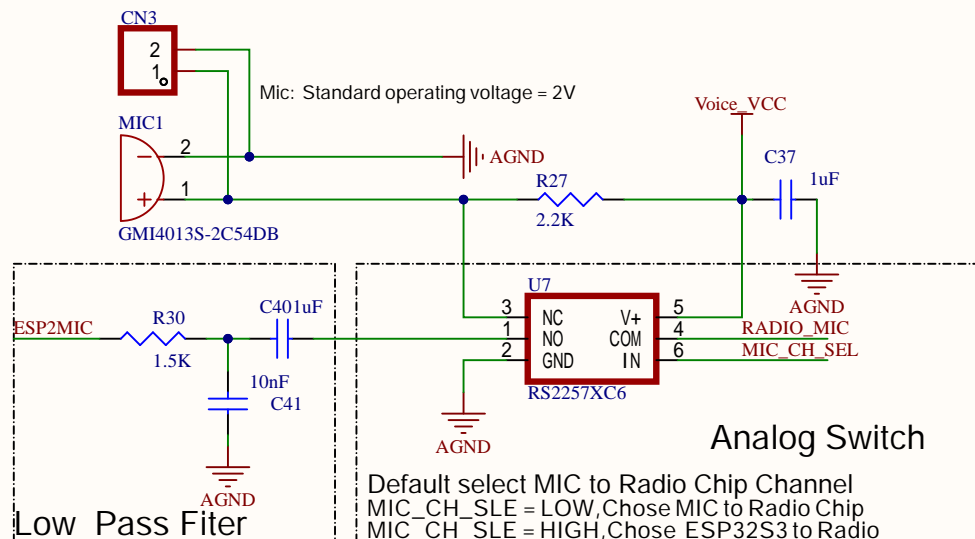 CN3
2
1
Mic: Standard operating voltage = 2V
Voice_VCC
MIC1
2
AGND
C37
1uF
R27
1
2.2K
GMI4013S-2C54DB
AGND
U7
ESP2MIC
R30
C401uF
3
NC
V+
5
1
NO
COM
4
RADIO_MIC
1.5K
2
GND
IN
6
MIC_CH_SEL
10nF
C41
RS2257XC6
AGND
AGND
Analog Switch
Low Pass Fiter
Default select MIC to Radio Chip Channel
MIC_CH_SLE = LOW,Chose MIC to Radio Chip
MIC_CH_SLE = HIGH,Chose ESP32S3 to Radio